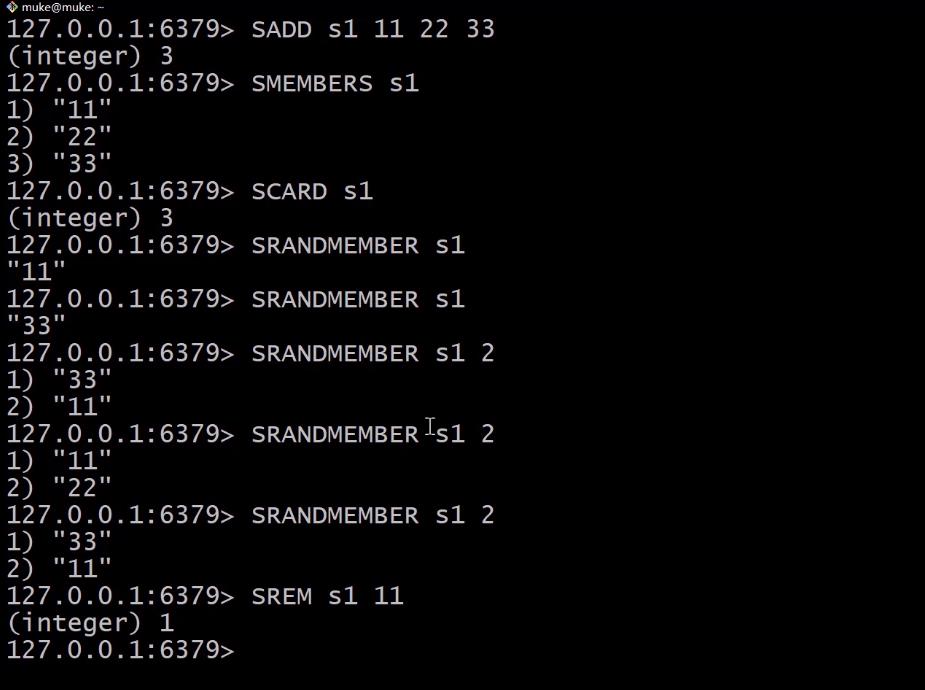 muke@muke: ~
127.0.0.1:6379> SADD s1 11 22 33
(integer) 3
127.0.0.1:6379> SMEMBERS s1
1) "11"
2) "22"
3) "33"
127.0.0.1:6379> SCARD s1
(integer) 3
127.0.0.1:6379> SRANDMEMBER s1
"11"
127.0.0.1:6379> SRANDMEMBER s1
"33"
127.0.0.1:6379> SRANDMEMBER s1 2
1) "33"
2) "11"
127.0.0.1:6379> SRANDMEMBER s1 2
1) "11"
2) "22"
127.0.0.1:6379> SRANDMEMBER s1 2
1) "33"
2) "11"
127.0.0.1:6379> SREM s1 11
(integer) 1
127.0.0.1:6379>